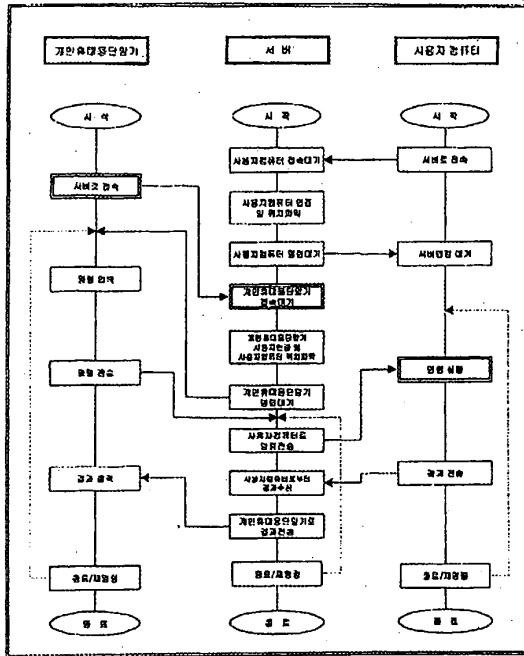 개인휴대용단말기
서 버
사용자 컴퓨터
시 작
시 작
시 작
사용자컴퓨터 접속대기
서버로 접속
서버로 접속
사용자컴퓨터 인증
및 위치파악
사용자컴퓨터 명령대기
서버명령 대기
개인휴대용단말기
접속대기
명령 입력
개인휴대용단말기
사용자인증 및
사용자컴퓨터 위치파악
명령 전송
명령 실행
개인휴대용단말기
명령대기
사용자컴퓨터로
명령전송
결과 출력
사용자컴퓨터로부터
결과수신
결과 전송
개인휴대용단말기로
결과전송
종료/재명령
종료/재명령
종료/재명령
종 료
종 료
종 료